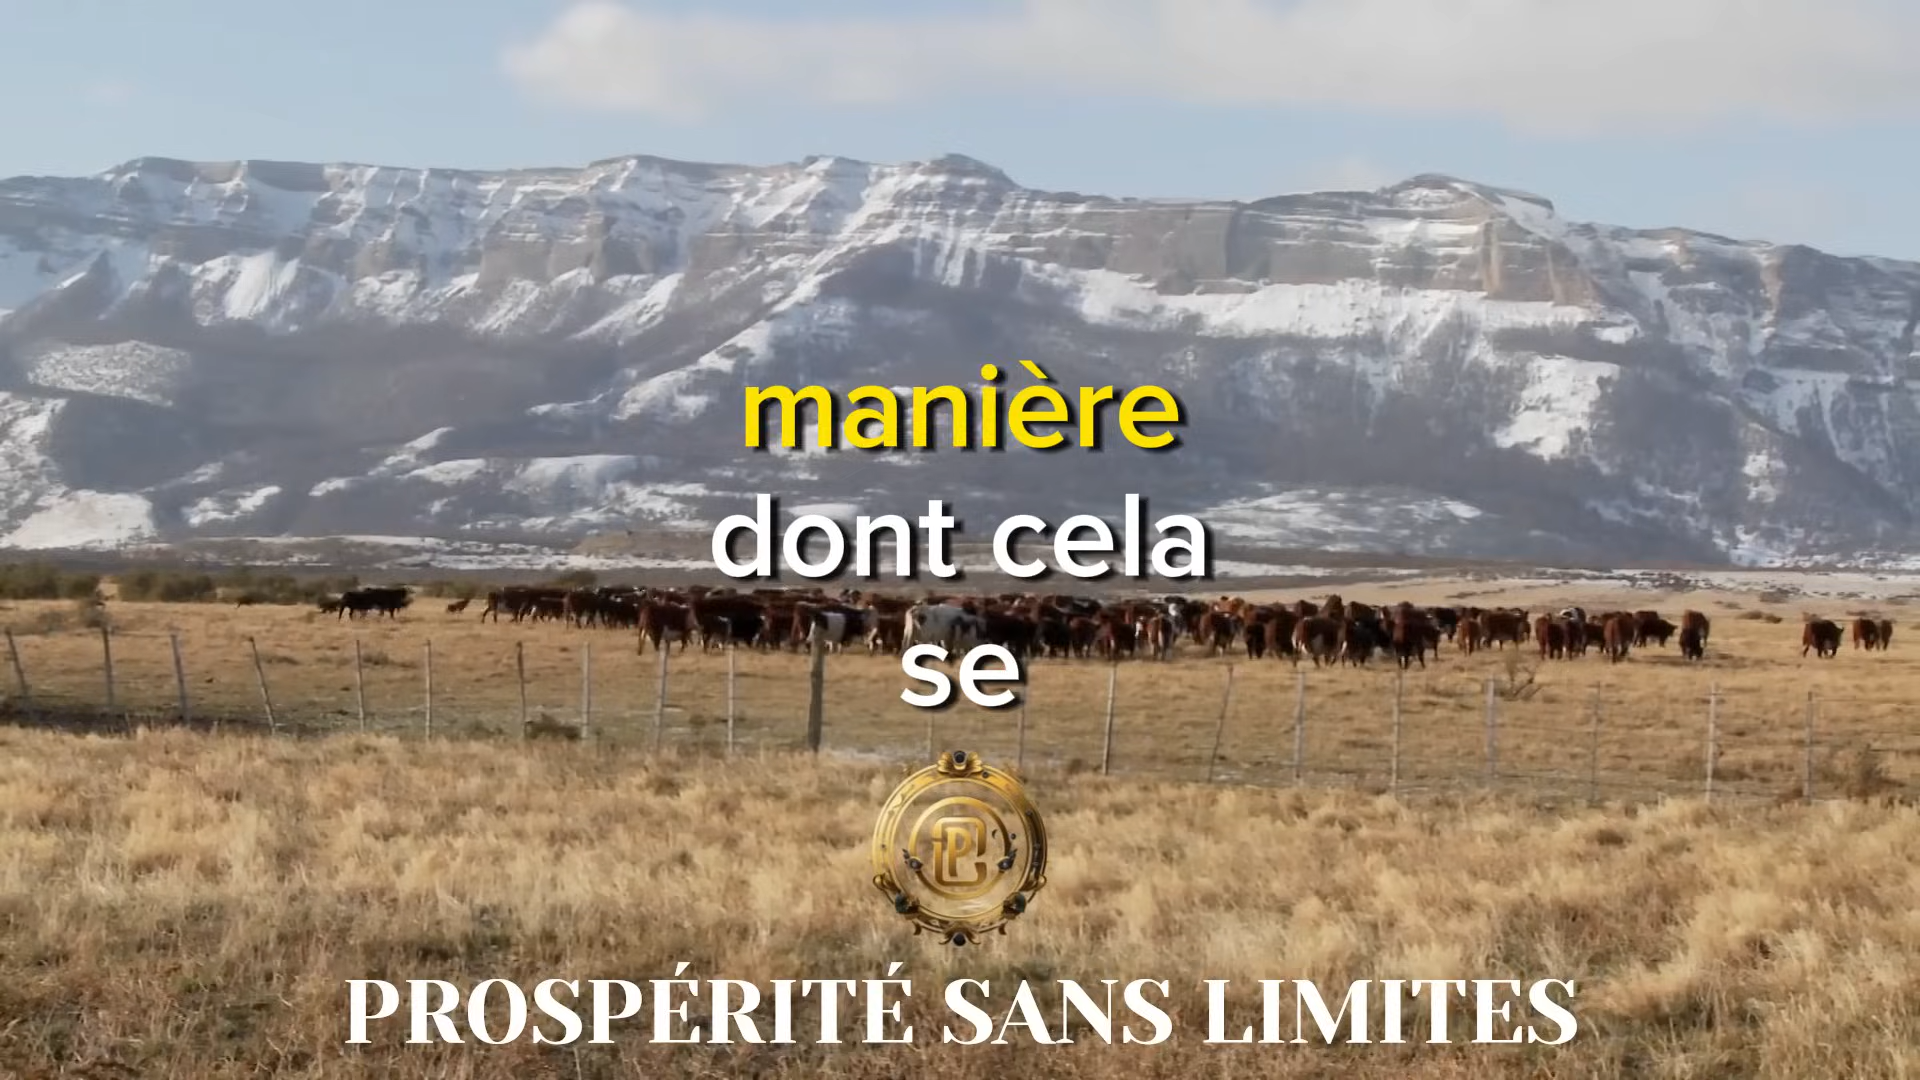 manière
dont cela
se
P
PROSPÉRITÉ SANS LIMITES